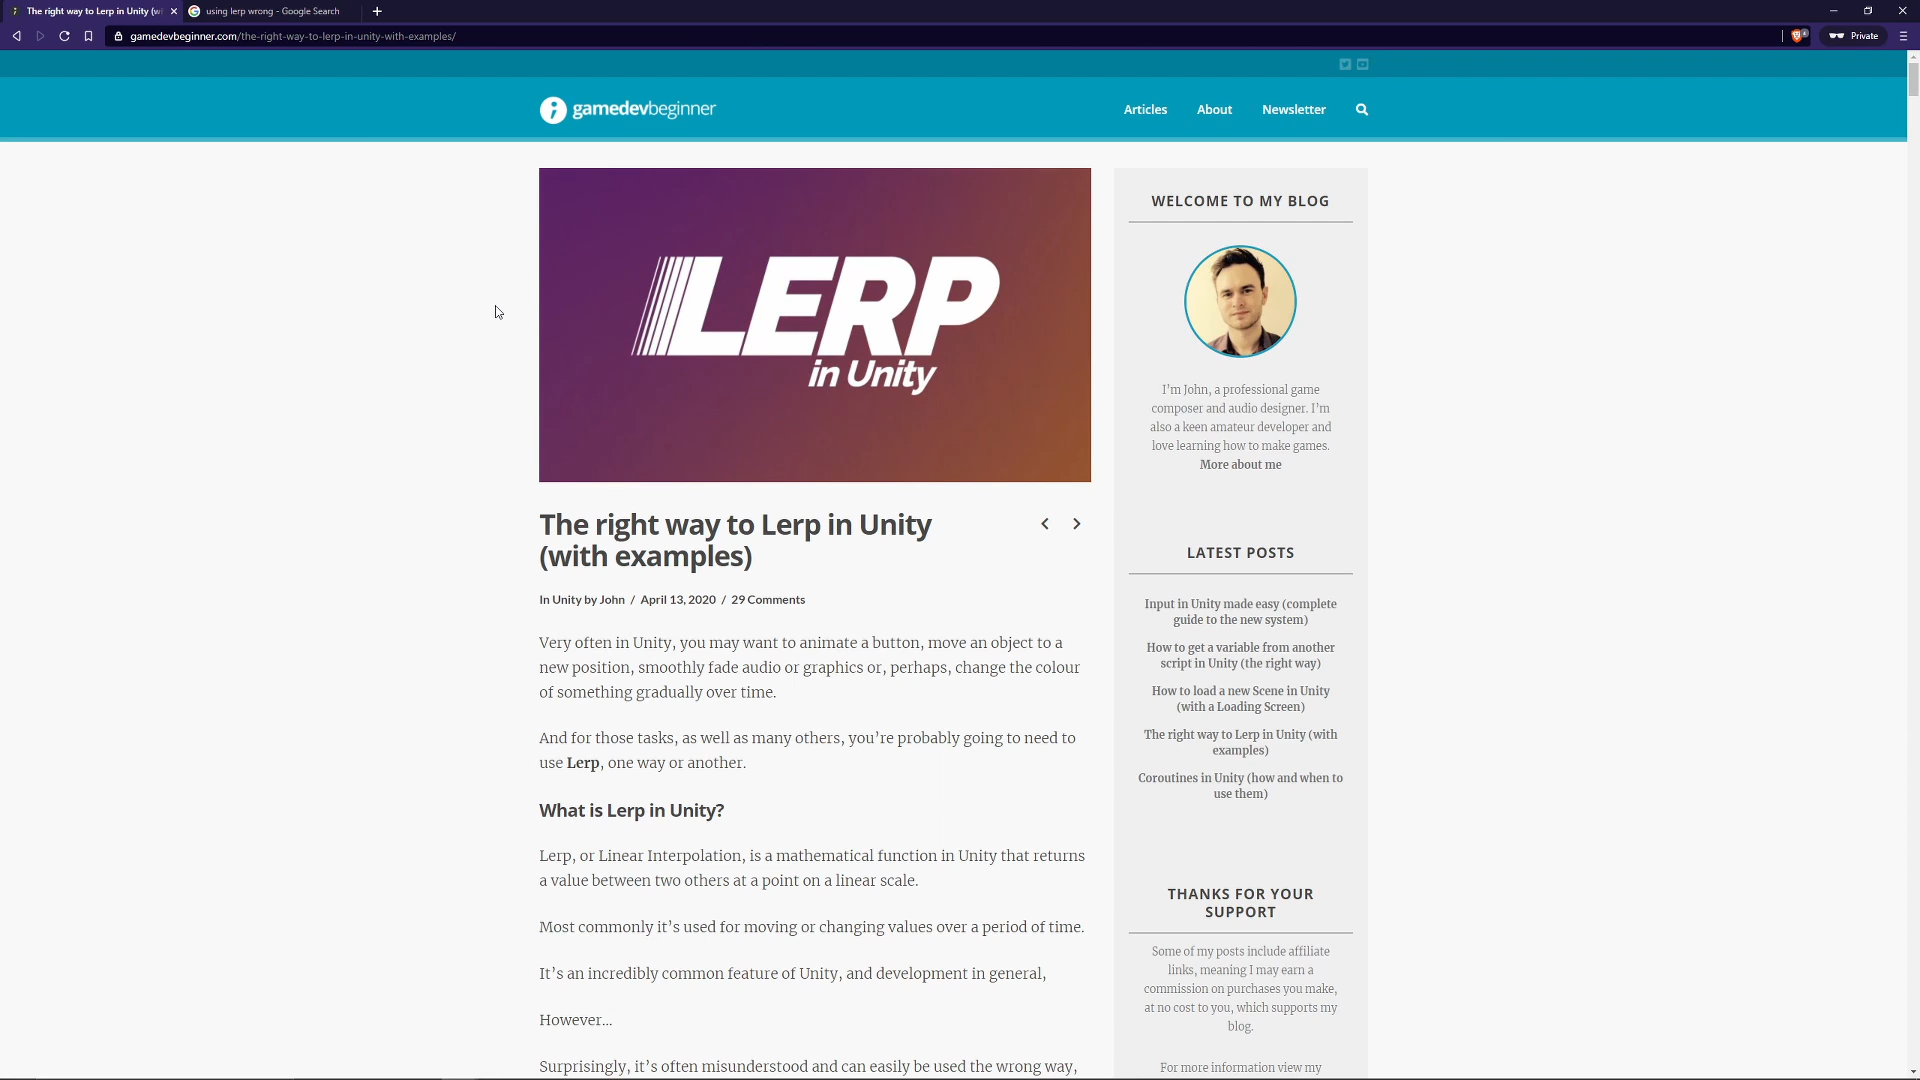 The right way to Lerp in Unity (wi
using lerp wrong - Google Search
gamedevbeginner.com/the-right-way-to-lerp-in-unity-with-examples/
4
Private
gamedevbeginner
Articles
About
Newsletter
LERP
in Unity
The right way to Lerp in Unity
(with examples)
In Unity by John / April 13, 2020 / 29 Comments
Very often in Unity, you may want to animate a button, move an object to a
new position, smoothly fade audio or graphics or, perhaps, change the colour
of something gradually over time.
And for those tasks, as well as many others, you’re probably going to need to
use Lerp, one way or another.
What is Lerp in Unity?
Lerp, or Linear Interpolation, is a mathematical function in Unity that returns
a value between two others at a point on a linear scale.
Most commonly it’s used for moving or changing values over a period of time.
It’s an incredibly common feature of Unity, and development in general,
However…
Surprisingly, it’s often misunderstood and can easily be used the wrong way,
WELCOME TO MY BLOG
I’m John, a professional game
composer and audio designer. I’m
also a keen amateur developer and
love learning how to make games.
More about me
LATEST POSTS
Input in Unity made easy (complete
guide to the new system)
How to get a variable from another
script in Unity (the right way)
How to load a new Scene in Unity
(with a Loading Screen)
The right way to Lerp in Unity (with
examples)
Coroutines in Unity (how and when to
use them)
THANKS FOR YOUR
SUPPORT
Some of my posts include affiliate
links, meaning I may earn a
commission on purchases you make,
at no cost to you, which supports my
blog.
For more information view my